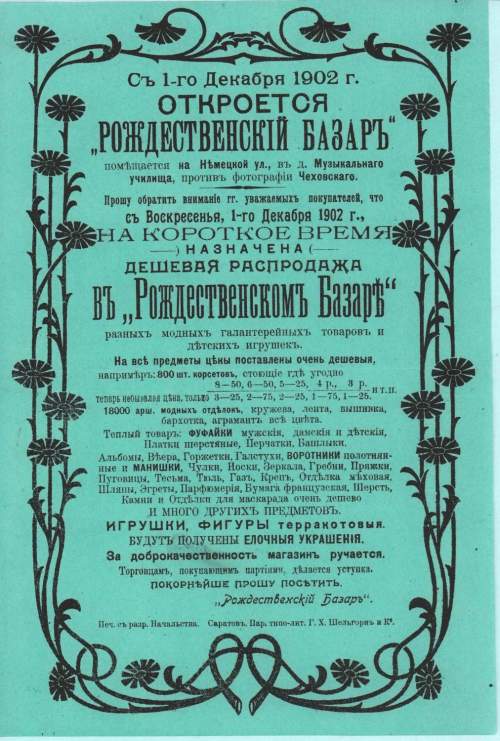 Съ 1-го Декабря 1902 г.
ОТКРОЕТСЯ
„РОЖДЕСТВЕНСКІЙ БАЗАРЪ“
помѣщается на Нѣмецкой ул., въ д. Музыкальнаго
училища, противъ фотографіи Чеховскаго.
Прошу обратить вниманіе гг. уважаемыхъ покупателей, что
съ Воскресенья, 1-го Декабря 1902 г.,
НА КОРОТКОЕ ВРЕМЯ
—) НАЗНАЧЕНА (—
ДЕШЕВАЯ РАСПРОДАЖА
въ „Рождественскомъ Базарѣ“
разныхъ модныхъ галантерейныхъ товаровъ и
дѣтскихъ игрушекъ.
На всѣ предметы цѣны поставлены очень дешевыя,
напримѣръ: 800 шт. корсетовъ, стоющіе гдѣ угодно
8—50, 6—50, 5—25, 4 р., 3 р.
теперь небывалая цѣна, только 3—25, 2—75, 2—25, 1—75, 1—25. и т. п.
18000 арш. модныхъ отдѣлокъ, кружева, лента, вышивка,
бархотка, аграмантъ всѣ цвѣта.
Теплый товаръ: ФУФАЙКИ мужскія, дамскія и дѣтскія,
Платки шерстяные, Перчатки, Башлыки.
Альбомы, Вѣера, Горжетки, Галстухи, ВОРОТНИКИ полотнян-
ные и МАНИШКИ, Чулки, Носки, Зеркала, Гребни, Пряжки,
Пуговицы, Тесьма, Тюль, Газъ, Крепъ, Отдѣлка мѣховая,
Шляпы, Эгреты, Парфюмерія, Бумага французская, Шерсть,
Камни и Отдѣлки для маскарада очень дешево
И МНОГО ДРУГИХЪ ПРЕДМЕТОВЪ.
ИГРУШКИ, ФИГУРЫ терракотовыя.
БУДУТЪ ПОЛУЧЕНЫ ЕЛОЧНЫЯ УКРАШЕНІЯ.
За доброкачественность магазин ручается.
Торговцамъ, покупающимъ партіями, дѣлается уступка.
ПОКОРНѢЙШЕ ПРОШУ ПОСѢТИТЬ.
„Рождественскій Базаръ“.
Печ. съ разр. Начальства. Саратовъ, Пар. типо-лит. Г. Х. Шельгорнъ и К°.